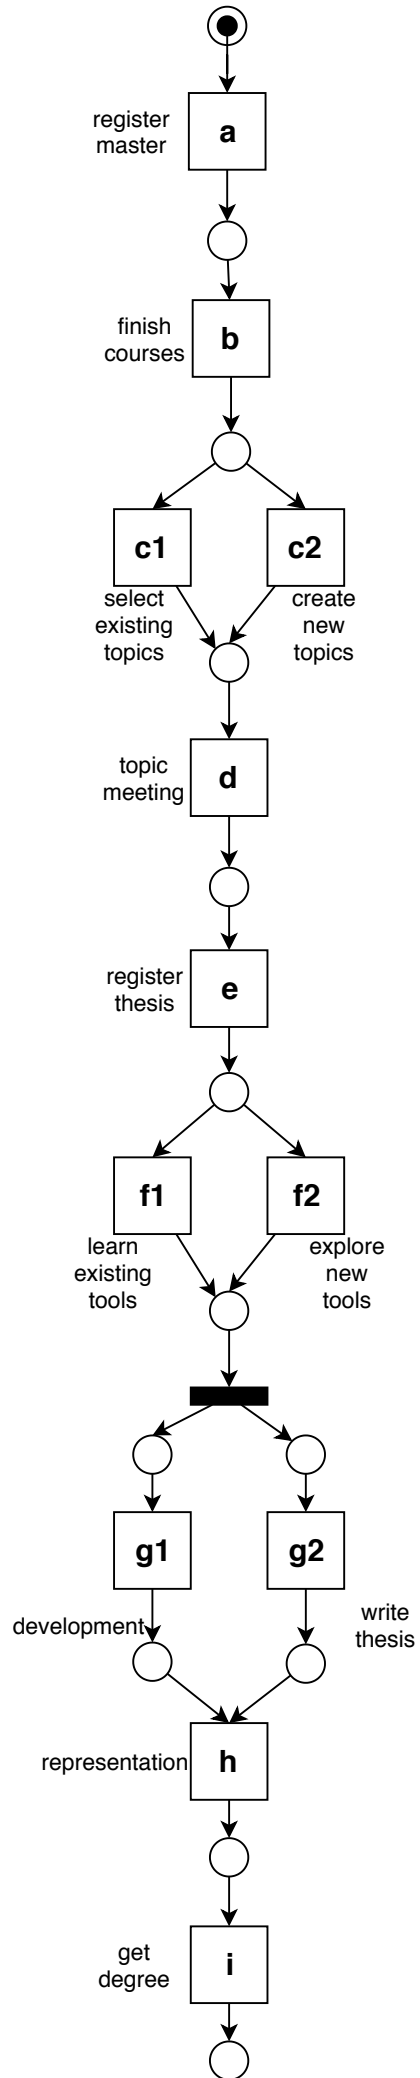 register
master
a
finish
courses
b
c1
c2
select
existing
topics
create
new
topics
topic
meeting
d
register
thesis
e
f1
f2
learn
existing
tools
explore
new
tools
g1
g2
development
write
thesis
representation
h
get
degree
i